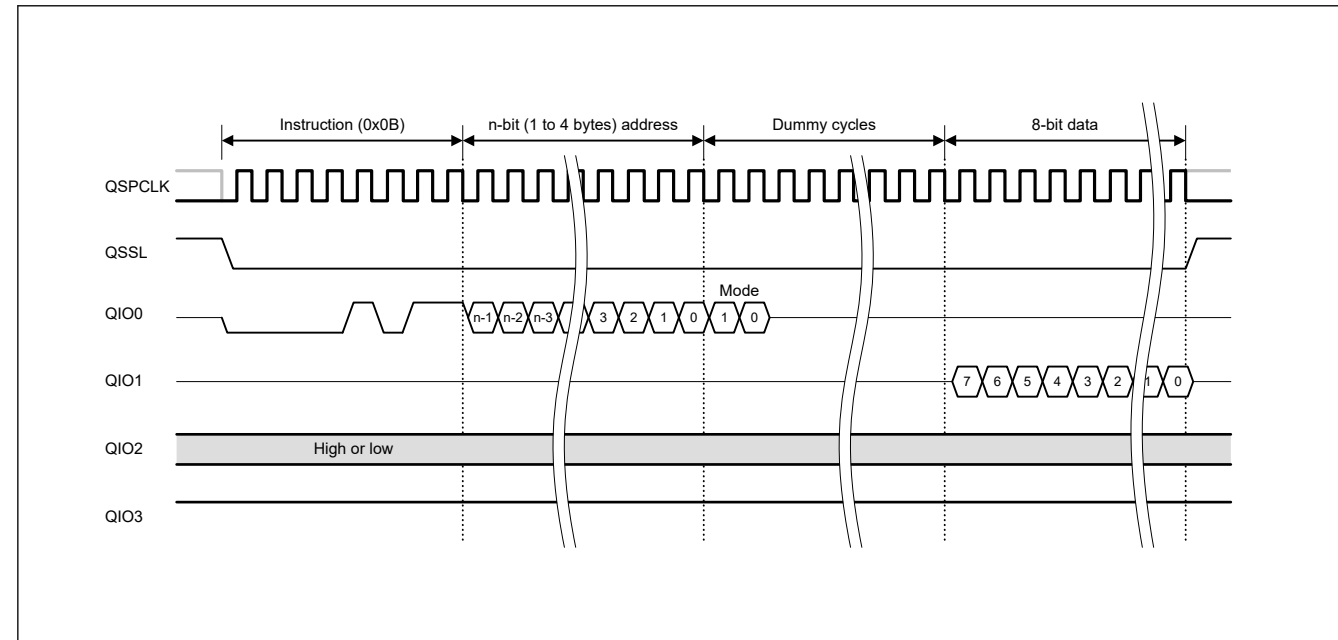 Instruction (0x0B) n-bit (1 to 4 bytes) address Dummy cycles 8-bit data
QSPCLK
QSSL
Mode
QIO0 n-1 n-2 n-3 3 2 1 0 1 0
QIO1 7 6 5 4 3 2 1 0
QIO2 High or low
QIO3